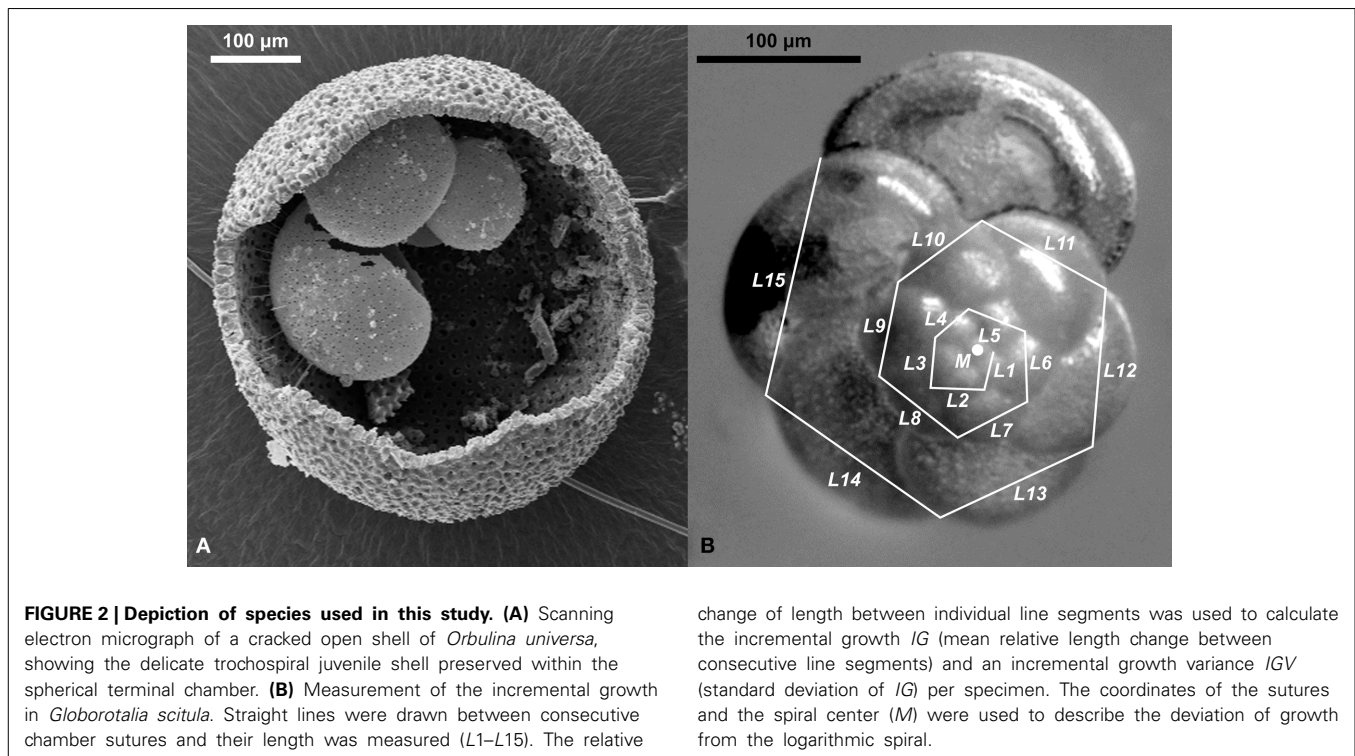 100 µm
A
100 µm
L10
L11
L15
L9
L4
L5
L3
M
L1
L6
L12
L2
L8
L7
L14
L13
B
FIGURE 2 | Depiction of species used in this study. (A) Scanning
electron micrograph of a cracked open shell of Orbulina universa,
showing the delicate trochospiral juvenile shell preserved within the
spherical terminal chamber. (B) Measurement of the incremental growth
in Globorotalia scitula. Straight lines were drawn between consecutive
chamber sutures and their length was measured (L1–L15). The relative
change of length between individual line segments was used to calculate
the incremental growth IG (mean relative length change between
consecutive line segments) and an incremental growth variance IGV
(standard deviation of IG) per specimen. The coordinates of the sutures
and the spiral center (M) were used to describe the deviation of growth
from the logarithmic spiral.